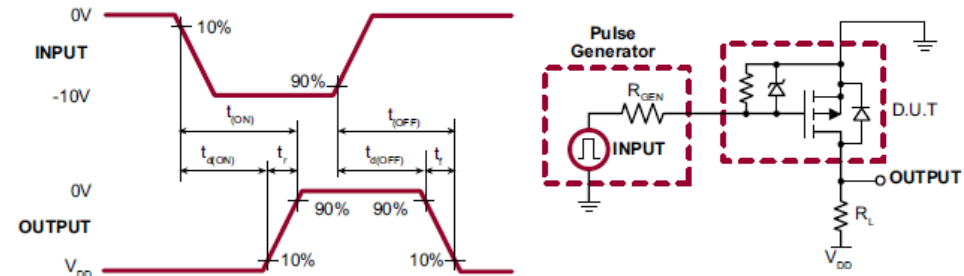 0V
10%
INPUT
90%
-10V
t(ON)
t(OFF)
td(ON)
tr
td(OFF)
tf
0V
90%
90%
OUTPUT
10%
10%
VDD
Pulse
Generator
RGEN
INPUT
D.U.T
OUTPUT
RL
VDD